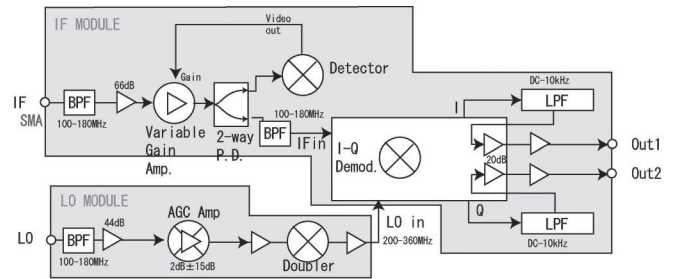 IF MODULE
Video
out
Detector
Gain
66dB
IF
SMA
BPF
100-180MHz
Variable
Gain
Amp.
2-way
P.D.
BPF
100-180MHz
IFin
I-Q
Demod.
I
DC-10kHz
LPF
20dB
Out1
Out2
Q
LPF
DC-10kHz
LO MODULE
LO
BPF
100-180MHz
44dB
AGC Amp
2dB±15dB
Doubler
LO in
200-360MHz